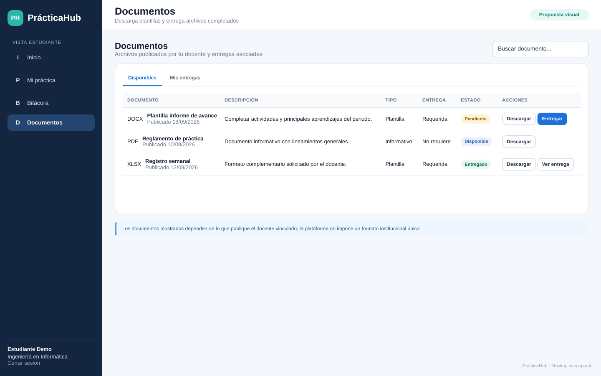 PH PrácticaHub
VISTA ESTUDIANTE
I Inicio
P Mi práctica
B Bitácora
D Documentos
Estudiante Demo
Ingeniería en Informática
Cerrar sesión
Documentos
Descarga plantillas y entrega archivos completados
Propuesta visual
Documentos
Archivos publicados por tu docente y entregas asociadas.
Buscar documento...
Disponibles Mis entregas
DOCUMENTO DESCRIPCIÓN TIPO ENTREGA ESTADO ACCIONES
DOCX Plantilla informe de avance Completar actividades y principales aprendizajes del periodo. Plantilla Requerida Pendiente Descargar Entregar
Publicado 18/09/2026
PDF Reglamento de práctica Documento informativo con lineamientos generales. Informativo No requiere Disponible Descargar
Publicado 10/09/2026
XLSX Registro semanal Formato complementario solicitado por el docente. Plantilla Requerida Entregado Descargar Ver entrega
Publicado 12/09/2026
Los documentos mostrados dependen de lo que publique el docente vinculado; la plataforma no impone un formato institucional único.
PrácticaHub · Mockup conceptual